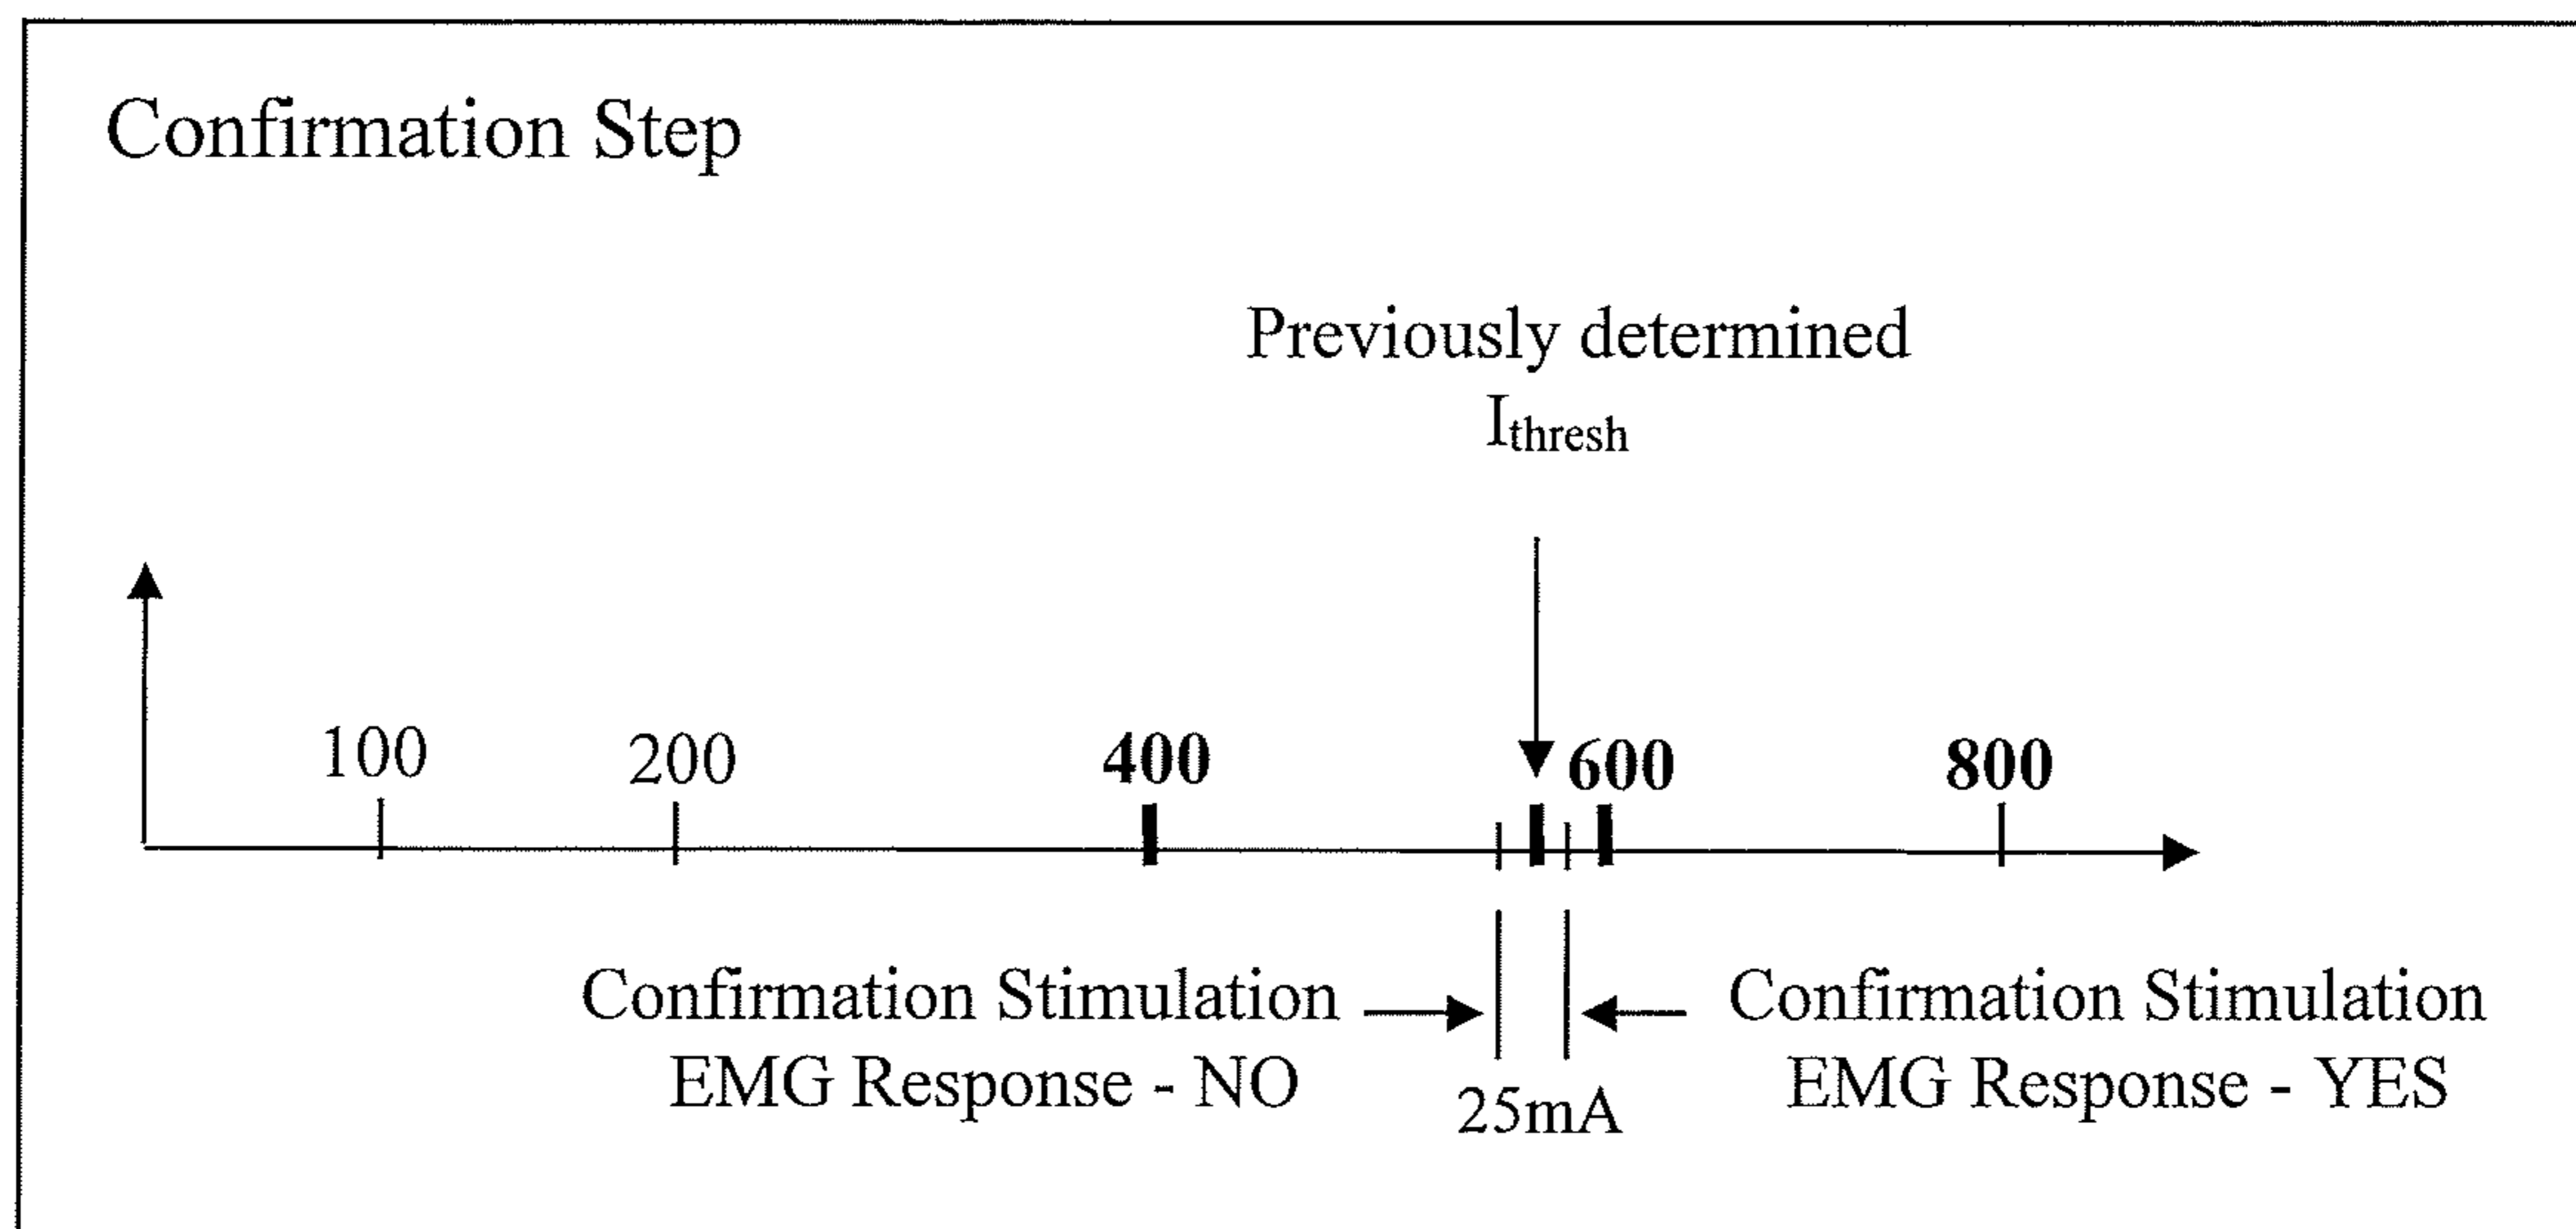 Confirmation Step
Previously determined
Ithresh
100
200
400
600
800
Confirmation Stimulation
EMG Response - NO
25mA
Confirmation Stimulation
EMG Response - YES